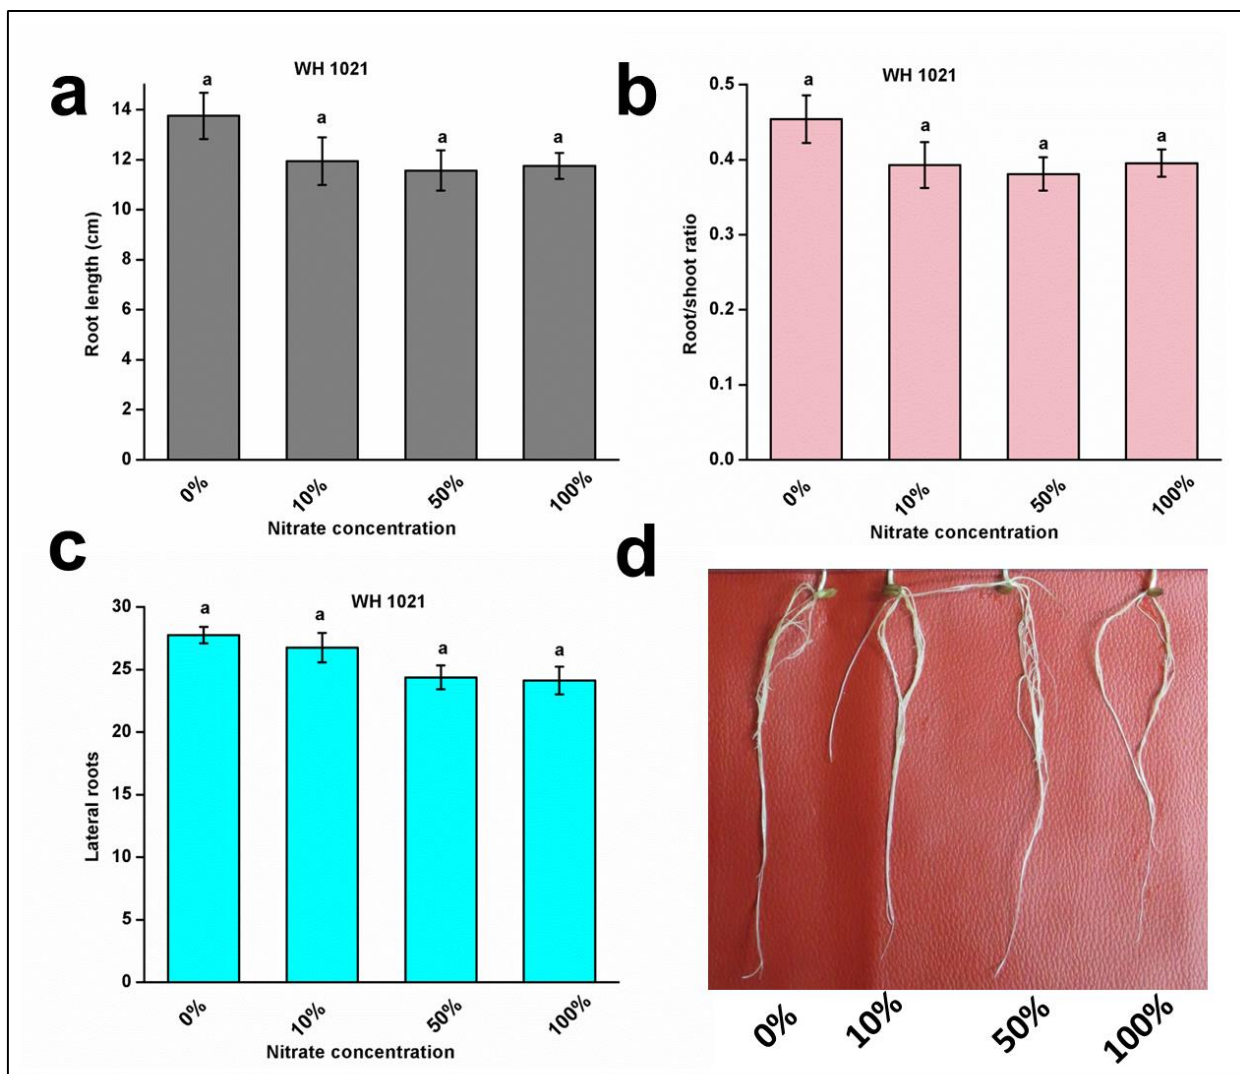 a
WH 1021
a
a
a
a
14
12
10
8
6
4
2
0
Root length (cm)
0%
10%
50%
100%
Nitrate concentration
b
WH 1021
a
a
a
a
0.5
0.4
0.3
0.2
0.1
0.0
Root/shoot ratio
0%
10%
50%
100%
Nitrate concentration
c
WH 1021
a
a
a
a
30
25
20
15
10
5
0
Lateral roots
0%
10%
50%
100%
Nitrate concentration
d
0%
10%
50%
100%